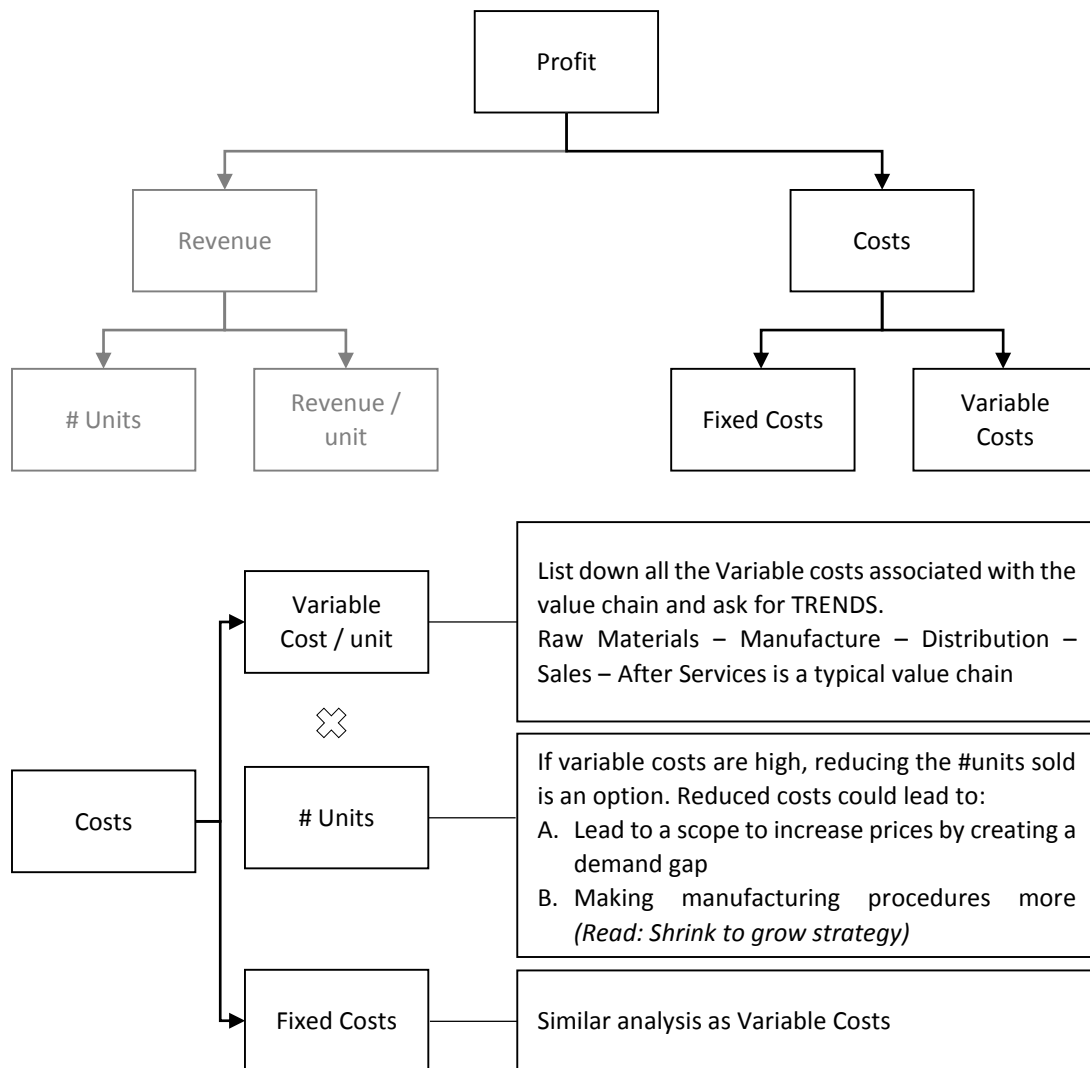 Profit
Revenue
Costs
# Units
Revenue /
unit
Fixed Costs
Variable
Costs
Variable
Cost / unit
List down all the Variable costs associated with the
value chain and ask for TRENDS.
Raw Materials – Manufacture – Distribution –
Sales – After Services is a typical value chain
Costs
# Units
If variable costs are high, reducing the #units sold
is an option. Reduced costs could lead to:
A. Lead to a scope to increase prices by creating a
demand gap
B. Making manufacturing procedures more
(Read: Shrink to grow strategy)
Fixed Costs
Similar analysis as Variable Costs